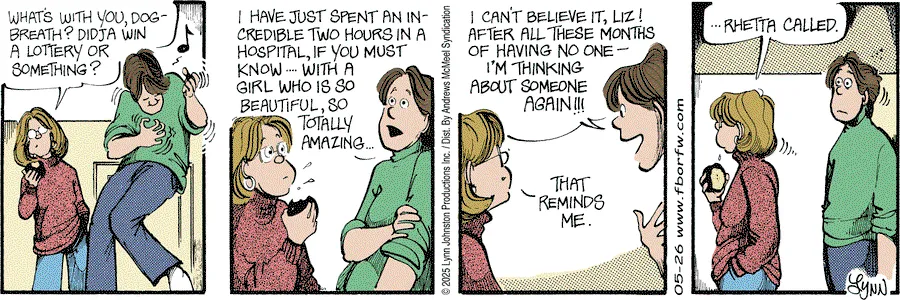 WHAT'S WITH YOU, DOG-
BREATH? DIDJA WIN
A LOTTERY OR
SOMETHING?
I HAVE JUST SPENT AN IN-
CREDIBLE TWO HOURS IN A
HOSPITAL, IF YOU MUST
KNOW.... WITH A
GIRL WHO IS SO
BEAUTIFUL, SO
TOTALLY
AMAZING...
© 2025 Lynn Johnston Productions Inc. / Dist. By Andrews McMeel Syndication
I CAN'T BELIEVE IT, LIZ!
AFTER ALL THESE MONTHS
OF HAVING NO ONE —
I'M THINKING
ABOUT SOMEONE
AGAIN!!!
THAT
REMINDS
ME.
05-26 www.fborfw.com
...RHETTA CALLED.
LYNN